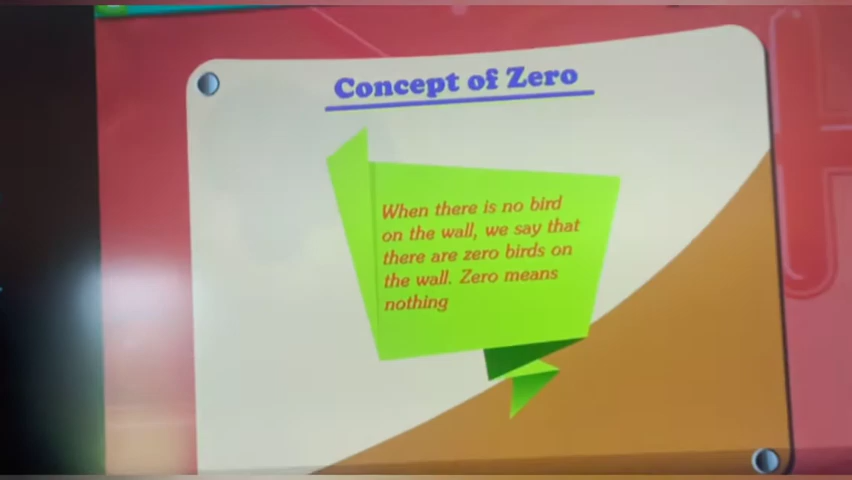 Concept of Zero
When there is no bird
on the wall, we say that
there are zero birds on
the wall. Zero means
nothing